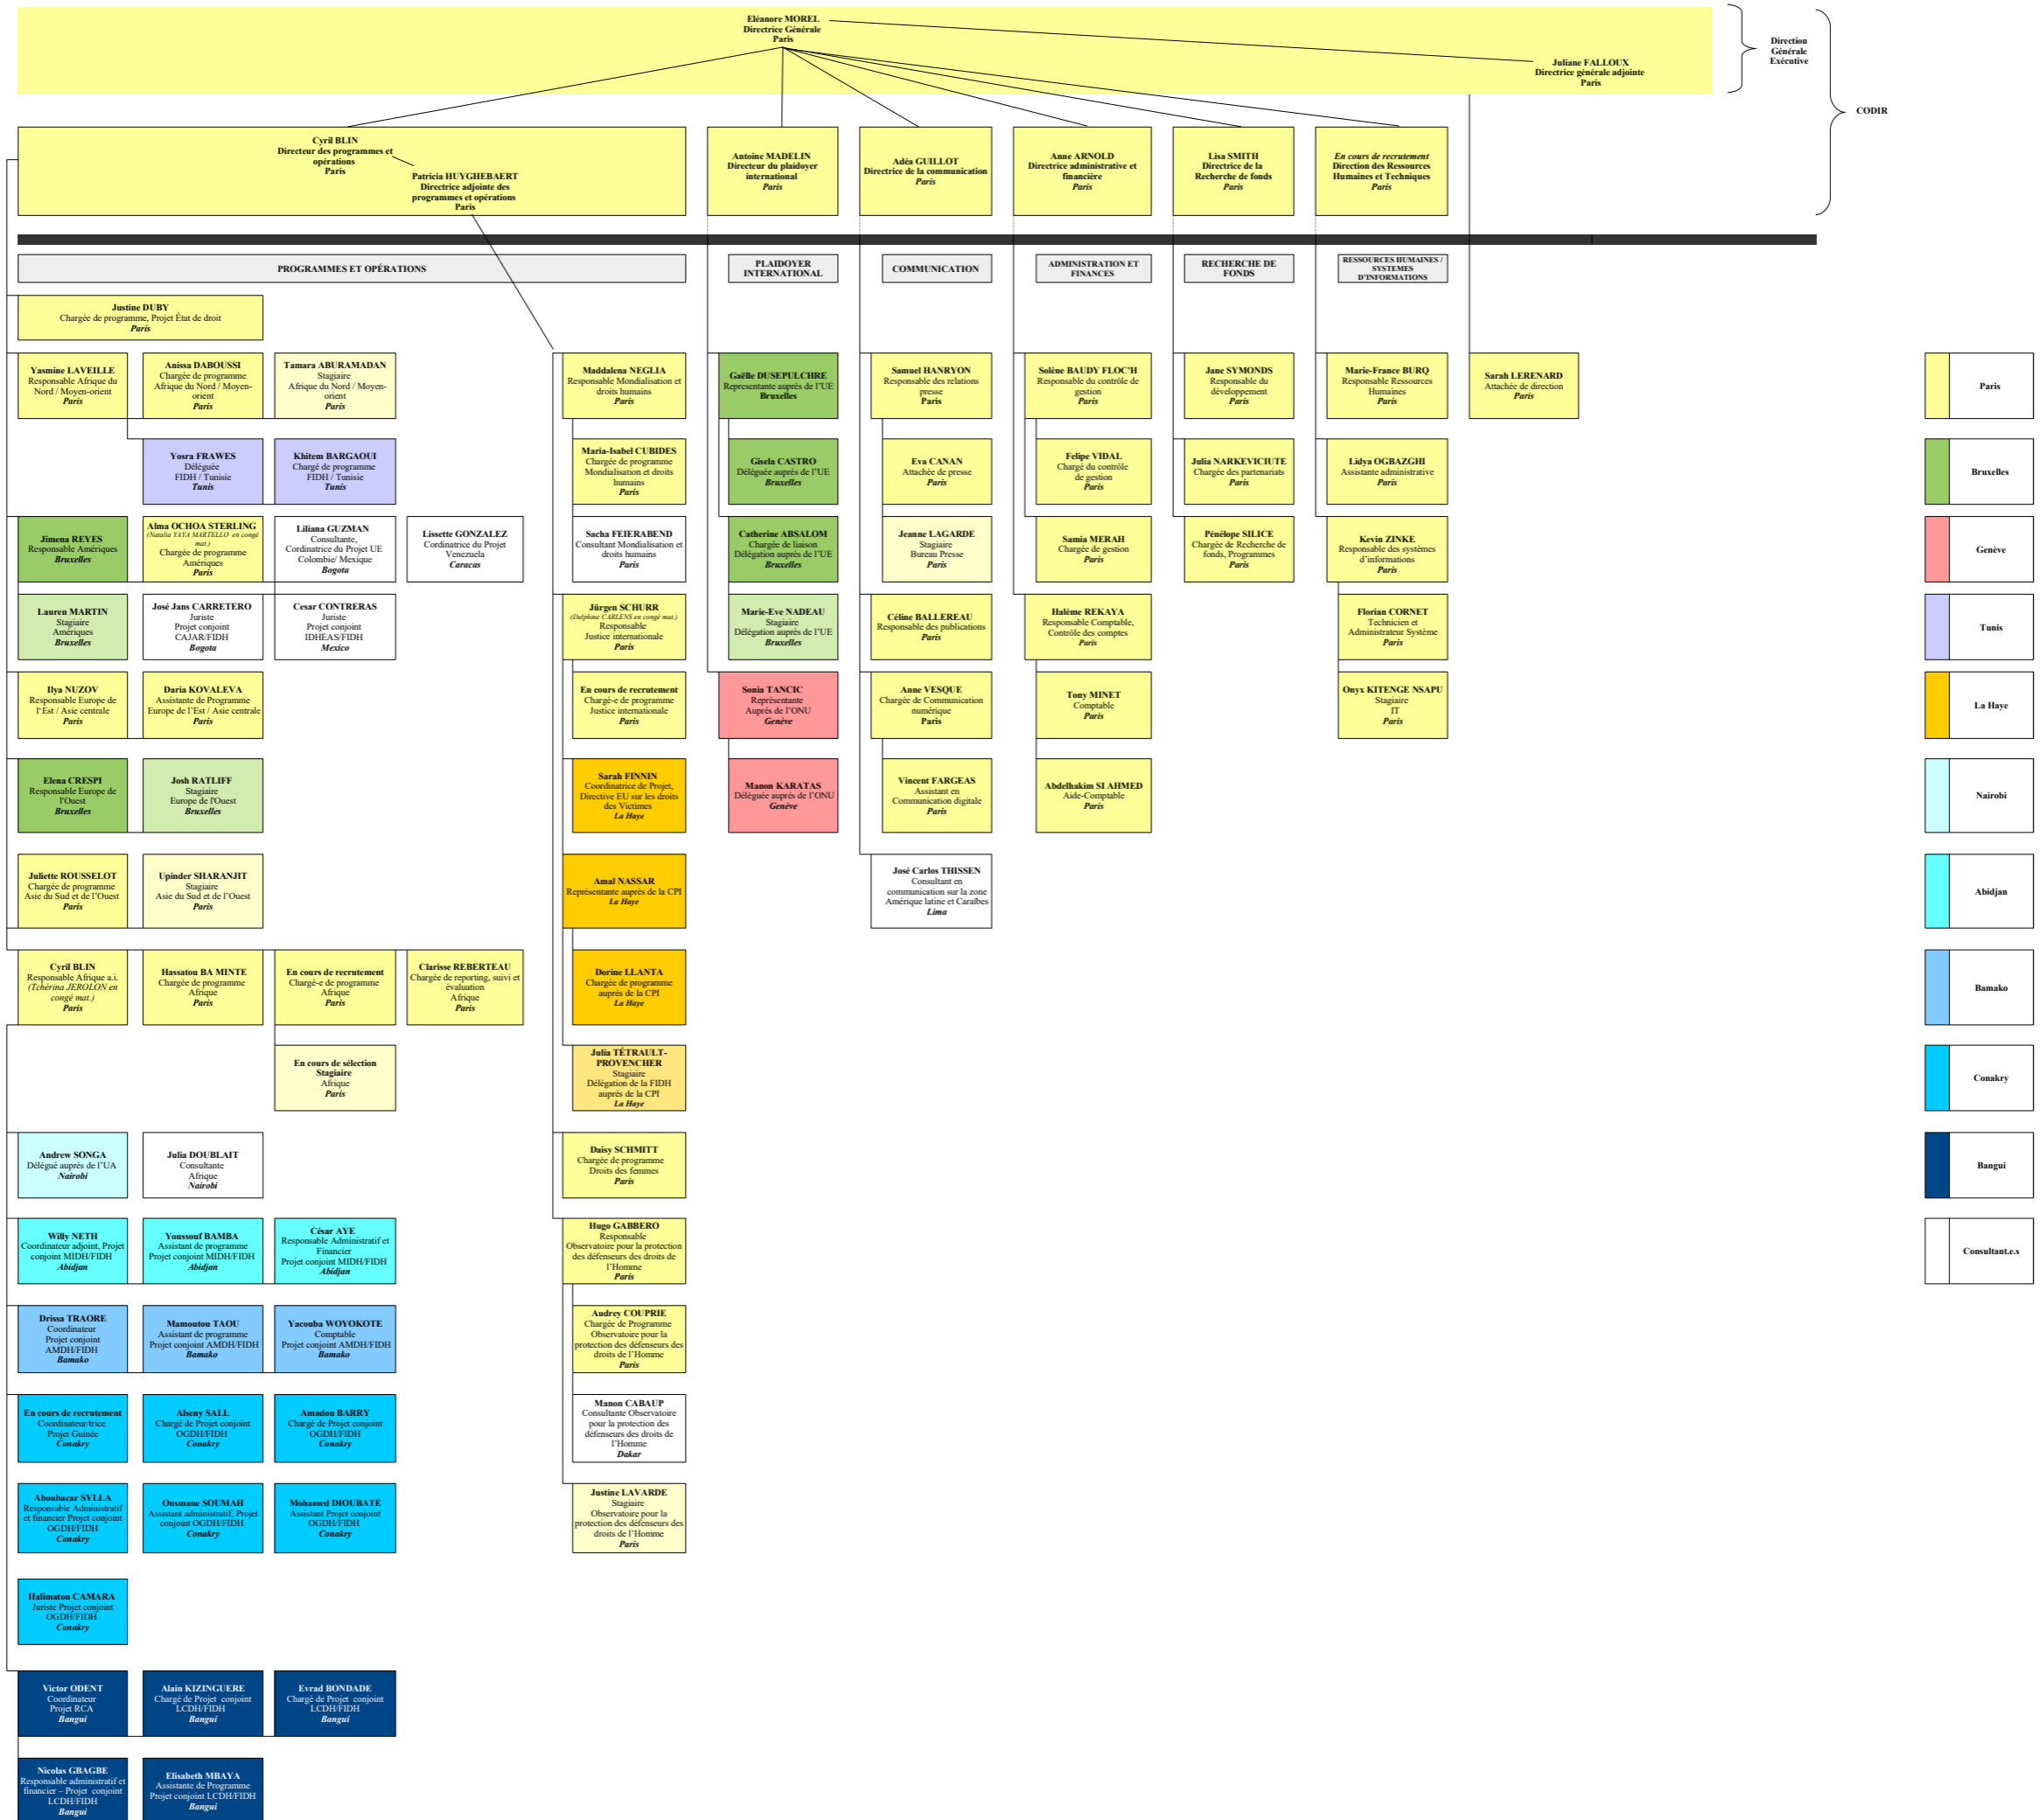 Eléanore MOREL
Directrice Générale
Paris
Juliane FALLOUX
Directrice générale adjointe
Paris
Direction
Générale
Exécutive
CODIR
Cyril BLIN
Directeur des programmes et
opérations
Paris
Patricia HUYGHEBAERT
Directrice adjointe des
programmes et opérations
Paris
Antoine MADELIN
Directeur du plaidoyer
international
Paris
Adéa GUILLOT
Directrice de la communication
Paris
Anne ARNOLD
Directrice administrative et
financière
Paris
Lisa SMITH
Directrice de la
Recherche de fonds
Paris
En cours de recrutement
Direction des Ressources
Humaines et Techniques
Paris
PROGRAMMES ET OPÉRATIONS
PLAIDOYER
INTERNATIONAL
COMMUNICATION
ADMINISTRATION ET
FINANCES
RECHERCHE DE
FONDS
RESSOURCES HUMAINES /
SYSTEMES
D'INFORMATIONS
Justine DUBY
Chargée de programme, Projet État de droit
Paris
Yasmine LAVEILLE
Responsable Afrique du
Nord / Moyen-orient
Paris
Anissa DABOUSSI
Chargée de programme
Afrique du Nord / Moyen-
orient
Paris
Tamara ABURAMADAN
Stagiaire
Afrique du Nord / Moyen-
orient
Paris
Maddalena NEGLIA
Responsable Mondialisation et
droits humains
Paris
Gaëlle DUSEPULCHRE
Representante auprès de l'UE
Bruxelles
Samuel HANRYON
Responsable des relations
presse
Paris
Solène BAUDY FLOC'H
Responsable du contrôle de
gestion
Paris
Jane SYMONDS
Responsable du
développement
Paris
Marie-France BURQ
Responsable Ressources
Humaines
Paris
Sarah LERENARD
Attachée de direction
Paris
Paris
Yosra FRAWES
Déléguée
FIDH / Tunisie
Tunis
Khitem BARGAOUI
Chargé de programme
FIDH / Tunisie
Tunis
Maria-Isabel CUBIDES
Chargée de programme
Mondialisation et droits
humains
Paris
Gisela CASTRO
Déléguée auprès de l'UE
Bruxelles
Eva CANAN
Attachée de presse
Paris
Felipe VIDAL
Chargé du contrôle
de gestion
Paris
Julia NARKEVICIUTE
Chargée des partenariats
Paris
Lidya OGBAZGHI
Assistante administrative
Paris
Bruxelles
Jimena REYES
Responsable Amériques
Bruxelles
Alma OCHOA STERLING
(Natalia YAYA MARTELLO en congé
mat.)
Chargée de programme
Amériques
Paris
Liliana GUZMAN
Consultante,
Cordinatrice du Projet UE
Colombie/ Mexique
Bogota
Lissette GONZALEZ
Cordinatrice du Projet
Venezuela
Caracas
Sacha FEIERABEND
Consultant Mondialisation et
droits humains
Paris
Catherine ABSALOM
Chargée de liaison
Délégation auprès de l'UE
Bruxelles
Jeanne LAGARDE
Stagiaire
Bureau Presse
Paris
Samia MERAH
Chargée de gestion
Paris
Pénélope SILICE
Chargée de Recherche de
fonds, Programmes
Paris
Kevin ZINKE
Responsable des systèmes
d'informations
Paris
Genève
Lauren MARTIN
Stagiaire
Amériques
Bruxelles
José Jans CARRETERO
Juriste
Projet conjoint
CAJAR/FIDH
Bogota
Cesar CONTRERAS
Juriste
Projet conjoint
IDHEAS/FIDH
Mexico
Jürgen SCHURR
(Delphine CARLENS en congé mat.)
Responsable
Justice internationale
Paris
Marie-Eve NADEAU
Stagiaire
Délégation auprès de l'UE
Bruxelles
Céline BALLEREAU
Responsable des publications
Paris
Halème REKAYA
Responsable Comptable,
Contrôle des comptes
Paris
Florian CORNET
Technicien et
Administrateur Système
Paris
Tunis
Ilya NUZOV
Responsable Europe de
l'Est / Asie centrale
Paris
Daria KOVALEVA
Assistante de Programme
Europe de l'Est / Asie centrale
Paris
En cours de recrutement
Chargé-e de programme
Justice internationale
Paris
Sonia TANCIC
Représentante
Auprès de l'ONU
Genève
Anne VESQUE
Chargée de Communication
numérique
Paris
Tony MINET
Comptable
Paris
Onyx KITENGE NSAPU
Stagiaire
IT
Paris
La Haye
Elena CRESPI
Responsable Europe de
l'Ouest
Bruxelles
Josh RATLIFF
Stagiaire
Europe de l'Ouest
Bruxelles
Sarah FINNIN
Coordinatrice de Projet,
Directive EU sur les droits
des Victimes
La Haye
Manon KARATAS
Déléguée auprès de l'ONU
Genève
Vincent FARGEAS
Assistant en
Communication digitale
Paris
Abdelhakim SI AHMED
Aide-Comptable
Paris
Nairobi
Juliette ROUSSELOT
Chargée de programme
Asie du Sud et de l'Ouest
Paris
Upinder SHARANJIT
Stagiaire
Asie du Sud et de l'Ouest
Paris
Amal NASSAR
Représentante auprès de la CPI
La Haye
José Carlos THISSEN
Consultant en
communication sur la zone
Amérique latine et Caraïbes
Lima
Abidjan
Cyril BLIN
Responsable Afrique a.i.
(Tchérina JEROLON en
congé mat.)
Paris
Hassatou BA MINTE
Chargée de programme
Afrique
Paris
En cours de recrutement
Chargé-e de programme
Afrique
Paris
Clarisse REBERTEAU
Chargée de reporting, suivi et
évaluation
Afrique
Paris
Dorine LLANTA
Chargée de programme
auprès de la CPI
La Haye
Bamako
En cours de sélection
Stagiaire
Afrique
Paris
Julia TÉTRAULT-
PROVENCHER
Stagiaire
Délégation de la FIDH
auprès de la CPI
La Haye
Conakry
Andrew SONGA
Délégué auprès de l'UA
Nairobi
Julia DOUBLAIT
Consultante
Afrique
Nairobi
Daisy SCHMITT
Chargée de programme
Droits des femmes
Paris
Bangui
Willy NETH
Coordinateur adjoint, Projet
conjoint MIDH/FIDH
Abidjan
Youssouf BAMBA
Assistant de programme
Projet conjoint MIDH/FIDH
Abidjan
César AYE
Responsable Administratif et
Financier
Projet conjoint MIDH/FIDH
Abidjan
Hugo GABBERO
Responsable
Observatoire pour la protection
des défenseurs des droits de
l'Homme
Paris
Consultant.e.s
Drissa TRAORE
Coordinateur
Projet conjoint
AMDH/FIDH
Bamako
Mamoutou TAOU
Assistant de programme
Projet conjoint AMDH/FIDH
Bamako
Yacouba WOYOKOTE
Comptable
Projet conjoint AMDH/FIDH
Bamako
Audrey COUPRIE
Chargée de Programme
Observatoire pour la
protection des défenseurs des
droits de l'Homme
Paris
En cours de recrutement
Coordinateur/trice
Projet Guinée
Conakry
Alseny SALL
Chargé de Projet conjoint
OGDH/FIDH
Conakry
Amadou BARRY
Chargé de Projet conjoint
OGDH/FIDH
Conakry
Manon CABAUP
Consultante Observatoire
pour la protection des
défenseurs des droits de
l'Homme
Dakar
Aboubacar SYLLA
Responsable Administratif
et financier Projet conjoint
OGDH/FIDH
Conakry
Ousmane SOUMAH
Assistant administratif, Projet
conjoint OGDH/FIDH
Conakry
Mohamed DIOUBATE
Assistant Projet conjoint
OGDH/FIDH
Conakry
Justine LAVARDE
Stagiaire
Observatoire pour la
protection des défenseurs des
droits de l'Homme
Paris
Halimatou CAMARA
Juriste Projet conjoint
OGDH/FIDH
Conakry
Victor ODENT
Coordinateur
Projet RCA
Bangui
Alain KIZINGUERE
Chargé de Projet conjoint
LCDH/FIDH
Bangui
Evrad BONDADE
Chargé de Projet conjoint
LCDH/FIDH
Bangui
Nicolas GBAGBE
Responsable administratif et
financier – Projet conjoint
LCDH/FIDH
Bangui
Elisabeth MBAYA
Assistante de Programme
Projet conjoint LCDH/FIDH
Bangui